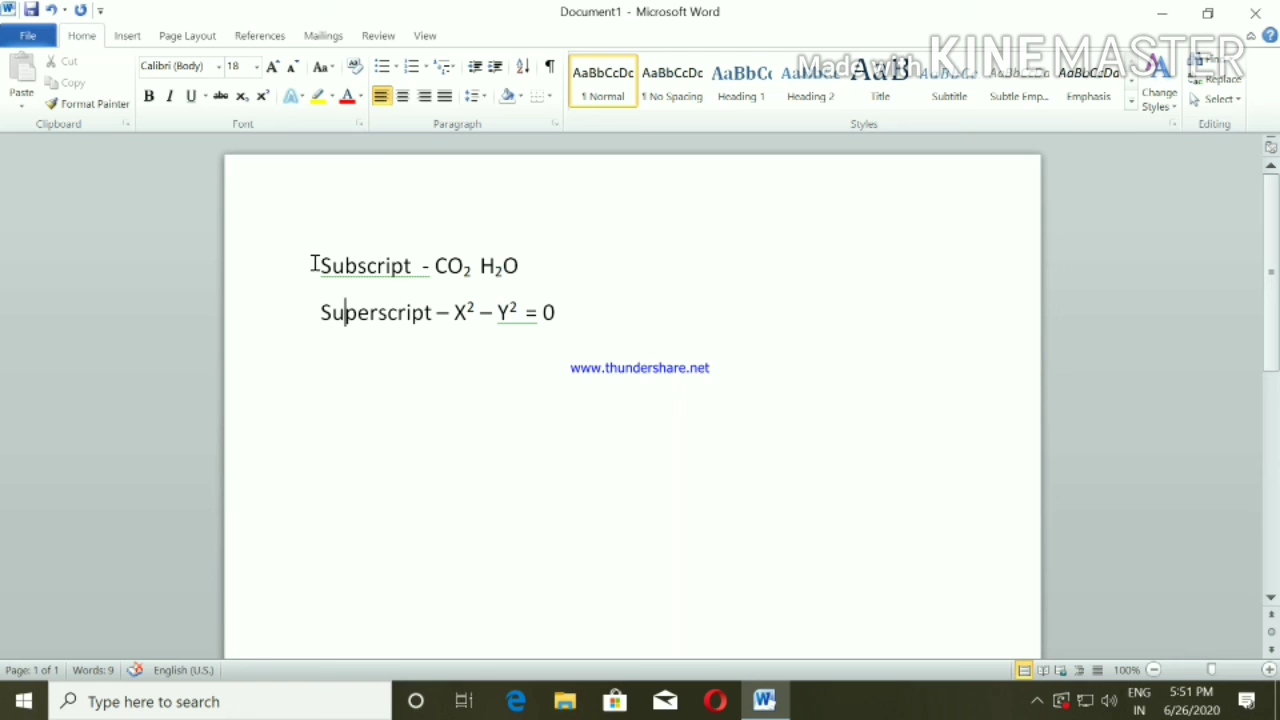 Document1 - Microsoft Word
File Home Insert Page Layout References Mailings Review View
Made with KINEMASTER
Paste
Cut
Copy
Format Painter
Clipboard
Calibri (Body) 18
Font
Paragraph
AaBbCcDc AaBbCcDc AaBbCc AaBbCc AaB AaBbCcDc AaBbCcDc AaBbCcDc
¶ Normal ¶ No Spacing Heading 1 Heading 2 Title Subtitle Subtle Emp... Emphasis
Change
Styles
Styles
Find
Replace
Select
Editing
Subscript - CO₂ H₂O
Superscript – X² – Y² = 0
www.thundershare.net
Page: 1 of 1 Words: 9 English (U.S.) 100%
Type here to search
ENG
IN
5:51 PM
6/26/2020